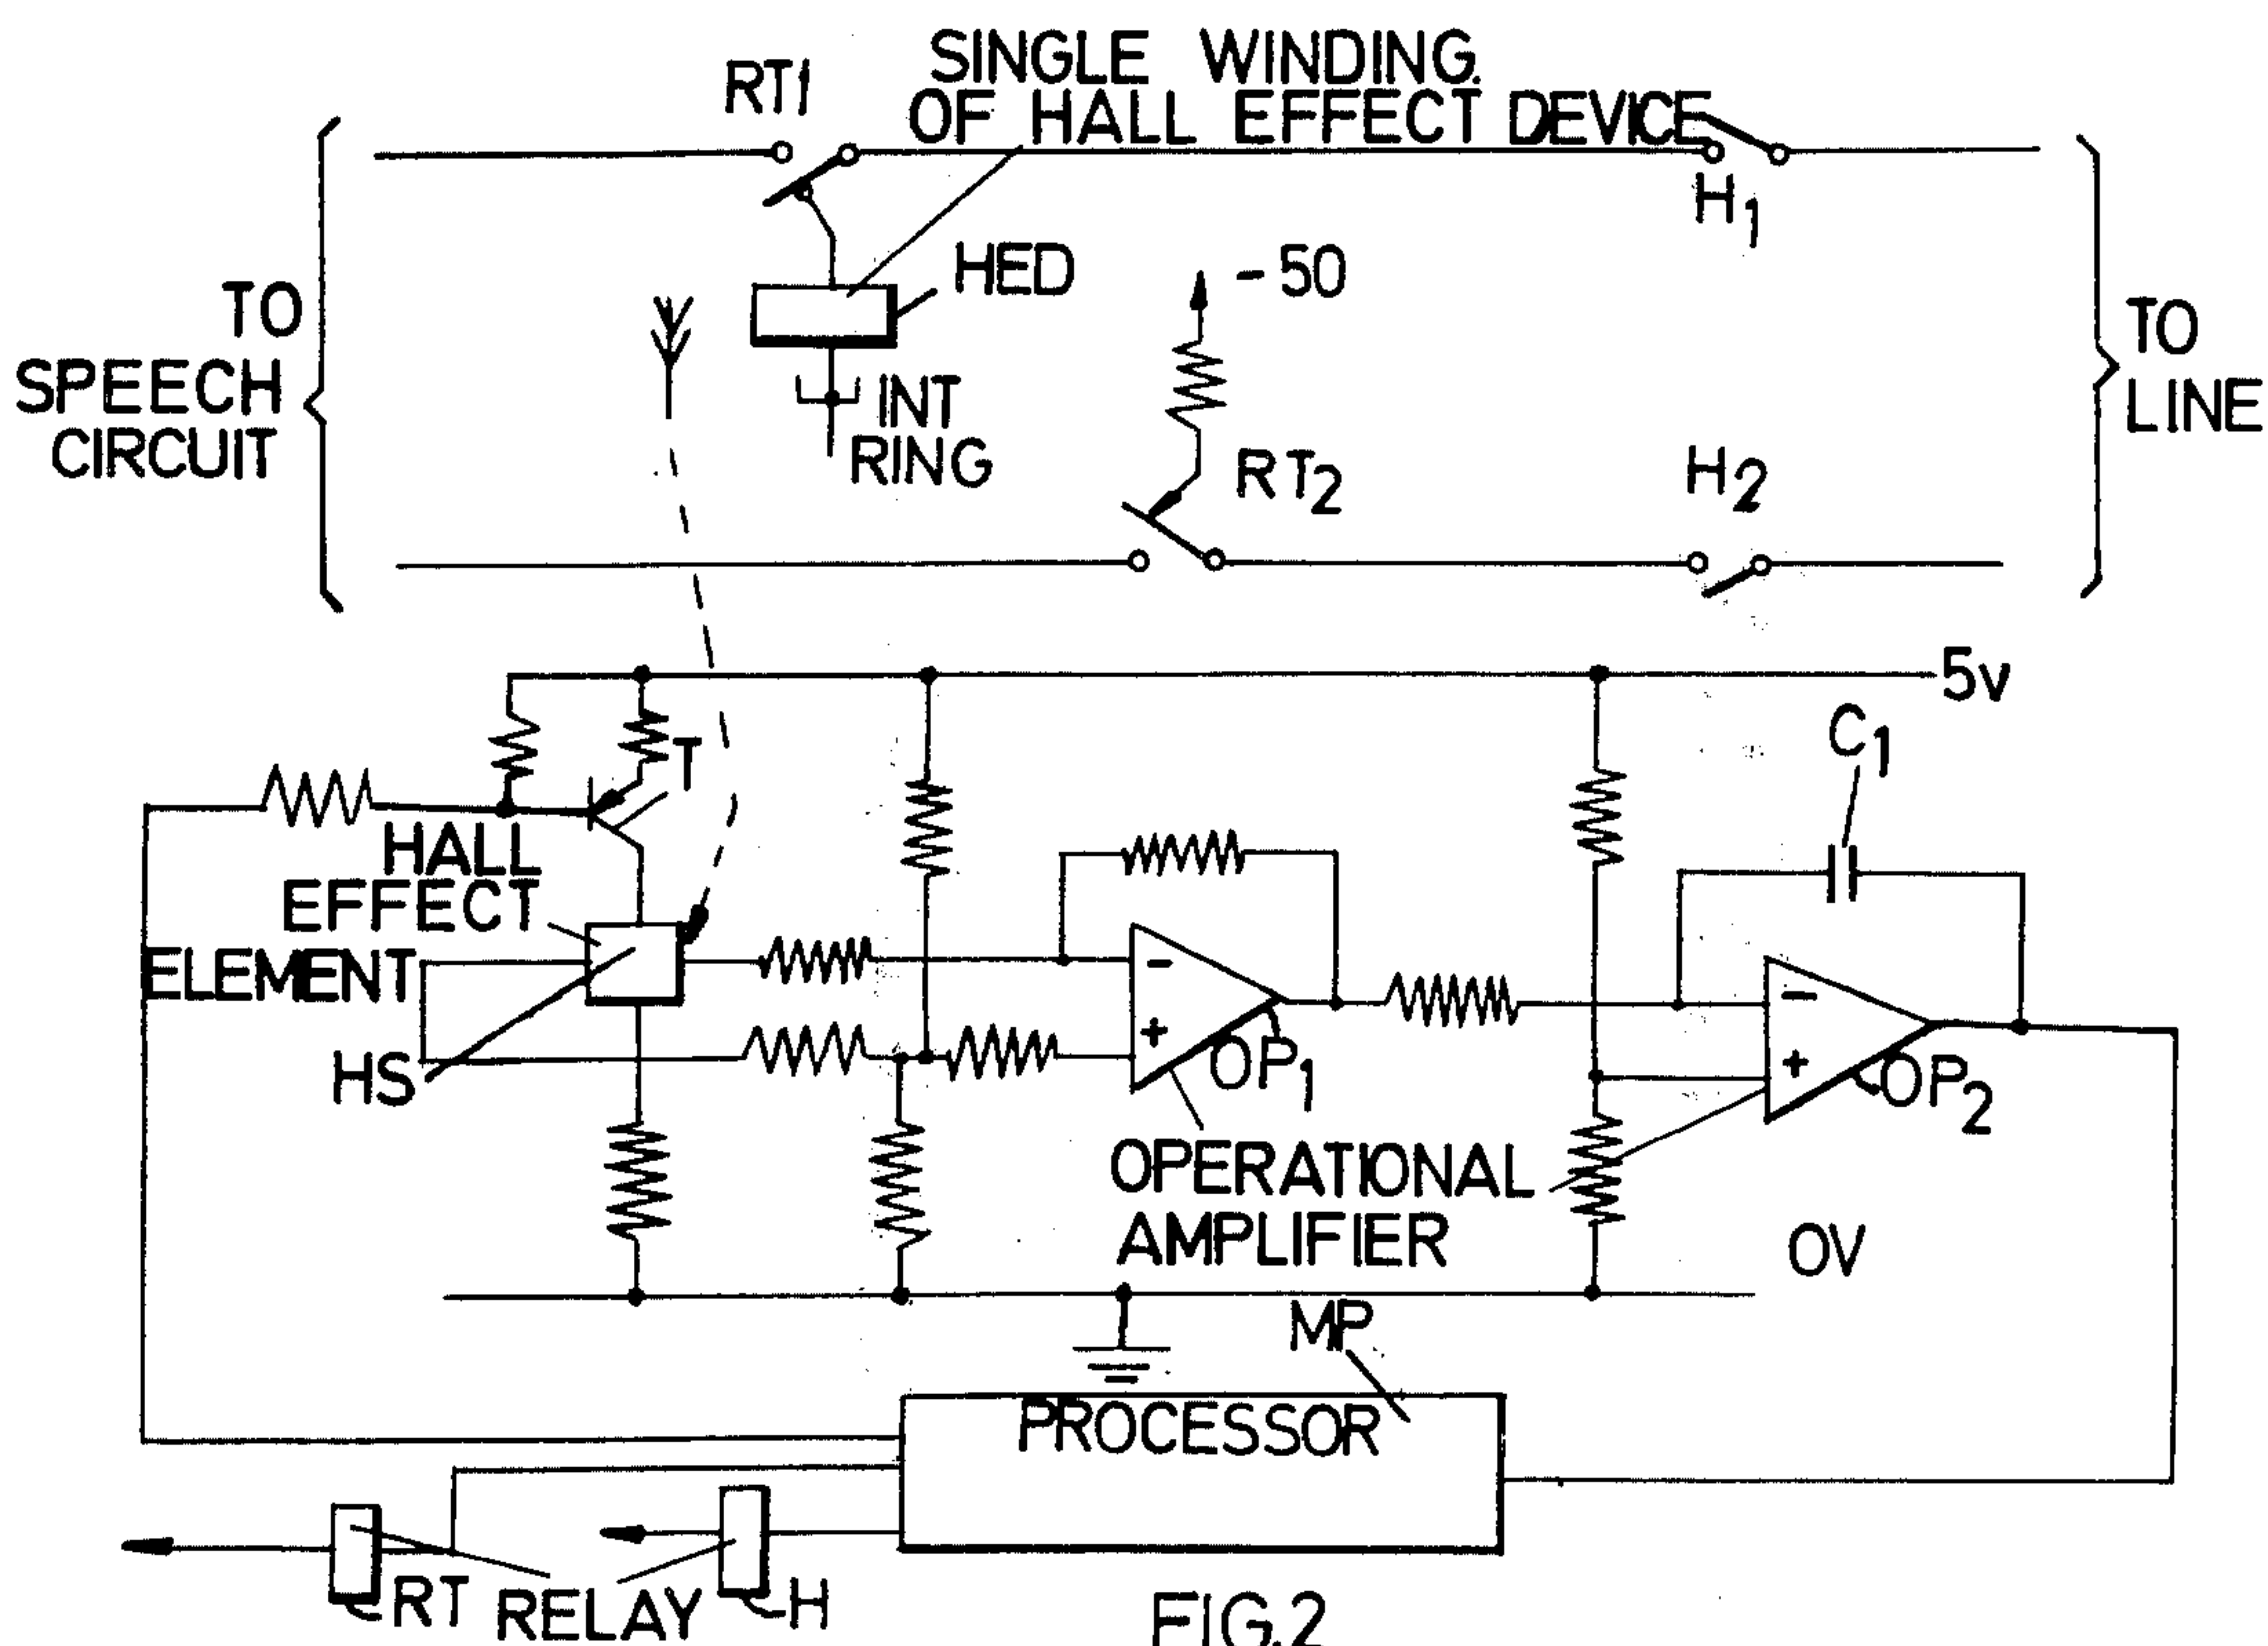 SINGLE WINDING.
OF HALL EFFECT DEVICE
RT1
H1
HED
-50
TO
SPEECH
CIRCUIT
TO
LINE
INT
RING
RT2
H2
5v
C1
T
HALL
EFFECT
ELEMENT
-
+
OP1
-
+
OP2
HS
OPERATIONAL
AMPLIFIER
OV
MP
PROCESSOR
RT
RELAY
H
FIG.2